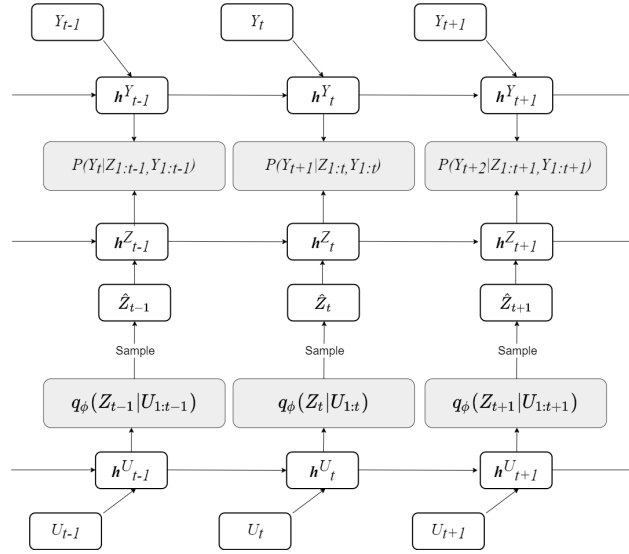 Y_{t-1} Y_t Y_{t+1}
h^Y_{t-1} h^Y_t h^Y_{t+1}
P(Y_t|Z_{1:t-1},Y_{1:t-1}) P(Y_{t+1}|Z_{1:t},Y_{1:t}) P(Y_{t+2}|Z_{1:t+1},Y_{1:t+1})
h^Z_{t-1} h^Z_t h^Z_{t+1}
Ẑ_{t−1} Ẑ_t Ẑ_{t+1}
Sample Sample Sample
q_ϕ(Z_{t−1}|U_{1:t−1}) q_ϕ(Z_t|U_{1:t}) q_ϕ(Z_{t+1}|U_{1:t+1})
h^U_{t-1} h^U_t h^U_{t+1}
U_{t-1} U_t U_{t+1}